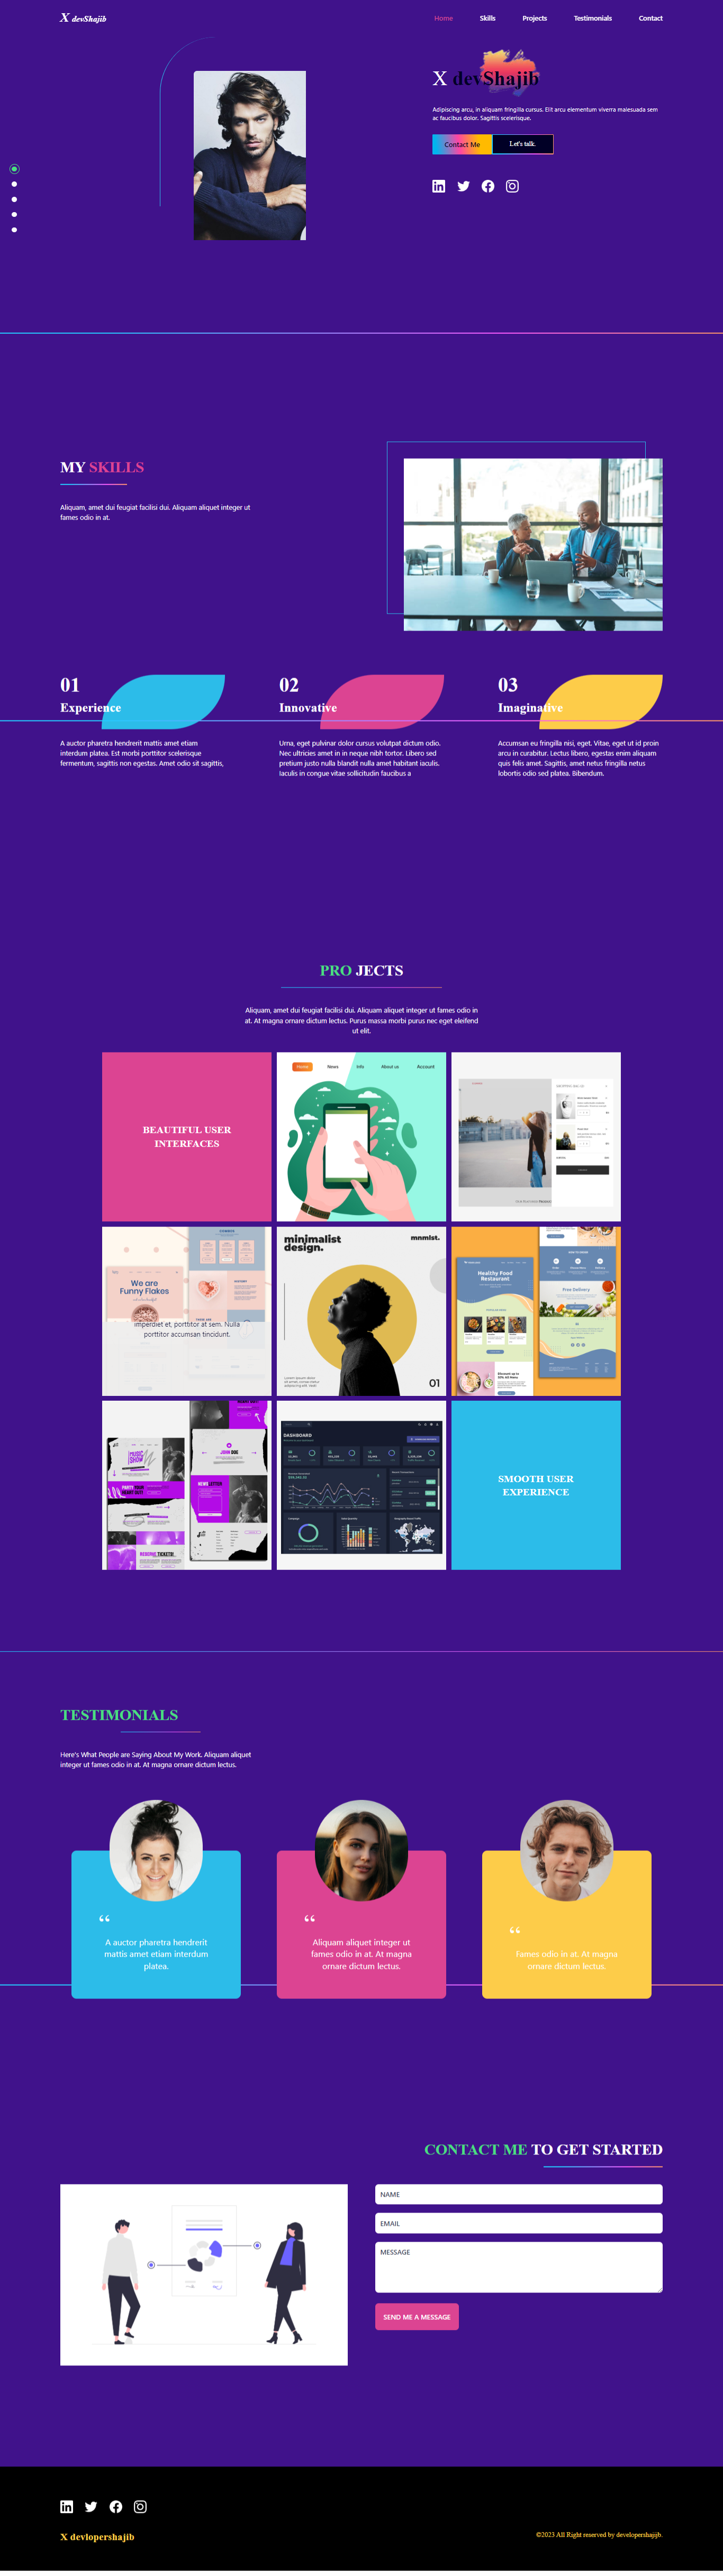 X devShajib
Home Skills Projects Testimonials Contact
X devShajib
Adipiscing arcu, in aliquam fringilla cursus. Elit arcu elementum viverra malesuada sem
ac faucibus dolor. Sagittis scelerisque.
Contact Me Let's talk.
MY SKILLS
Aliquam, amet dui feugiat facilisi dui. Aliquam aliquet integer ut
fames odio in at.
01
Experience
A auctor pharetra hendrerit mattis amet etiam
interdum platea. Est morbi porttitor scelerisque
fermentum, sagittis non egestas. Amet odio sit sagittis,
02
Innovative
Urna, eget pulvinar dolor cursus volutpat dictum odio.
Nec ultricies amet in in neque nibh tortor. Libero sed
pretium justo nulla blandit nulla amet habitant iaculis.
Iaculis in congue vitae sollicitudin faucibus a
03
Imaginative
Accumsan eu fringilla nisi, eget. Vitae, eget ut id proin
arcu in curabitur. Lectus libero, egestas enim aliquam
quis felis amet. Sagittis, amet netus fringilla netus
lobortis odio sed platea. Bibendum.
PRO JECTS
Aliquam, amet dui feugiat facilisi dui. Aliquam aliquet integer ut fames odio in
at. At magna ornare dictum lectus. Purus massa morbi purus nec eget eleifend
ut elit.
BEAUTIFUL USER
INTERFACES
Home News Info About us Account
We are
Funny Flakes
imperdiet et, porttitor at sem. Nulla
porttitor accumsan tincidunt.
minimalist
design.
mnmlst.
01
Healthy Food
Restaurant
Free Delivery
MUSIC
SHOW
DASHBOARD
SMOOTH USER
EXPERIENCE
TESTIMONIALS
Here's What People are Saying About My Work. Aliquam aliquet
integer ut fames odio in at. At magna ornare dictum lectus.
“
A auctor pharetra hendrerit
mattis amet etiam interdum
platea.
“
Aliquam aliquet integer ut
fames odio in at. At magna
ornare dictum lectus.
“
Fames odio in at. At magna
ornare dictum lectus.
CONTACT ME TO GET STARTED
NAME
EMAIL
MESSAGE
SEND ME A MESSAGE
X devlopershajib
©2023 All Right reserved by developershajijb.